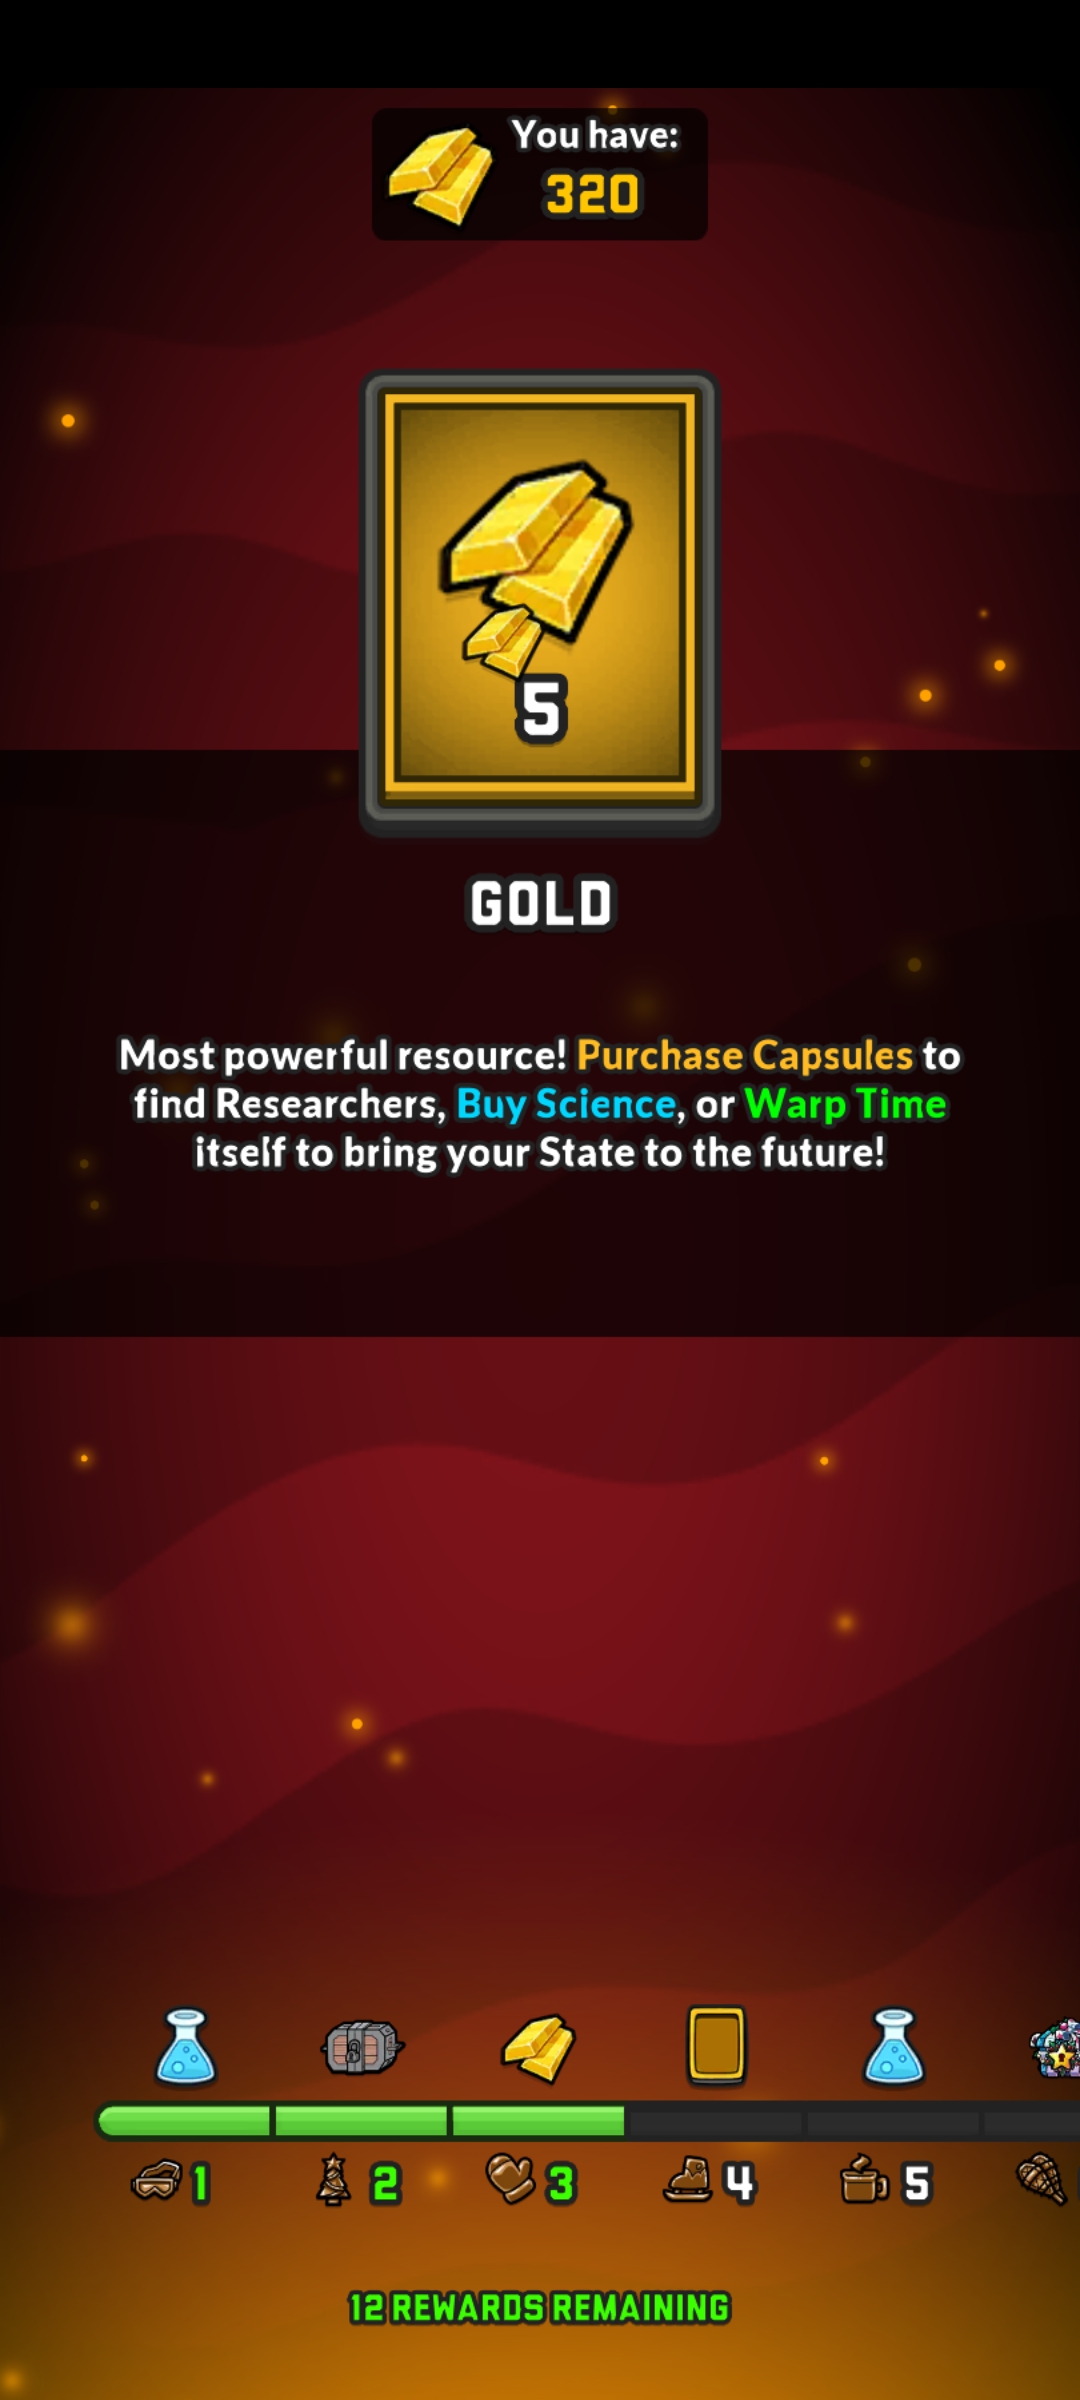 You have:
320
5
GOLD
Most powerful resource! Purchase Capsules to
find Researchers, Buy Science, or Warp Time
itself to bring your State to the future!
1 2 3 4 5
12 REWARDS REMAINING